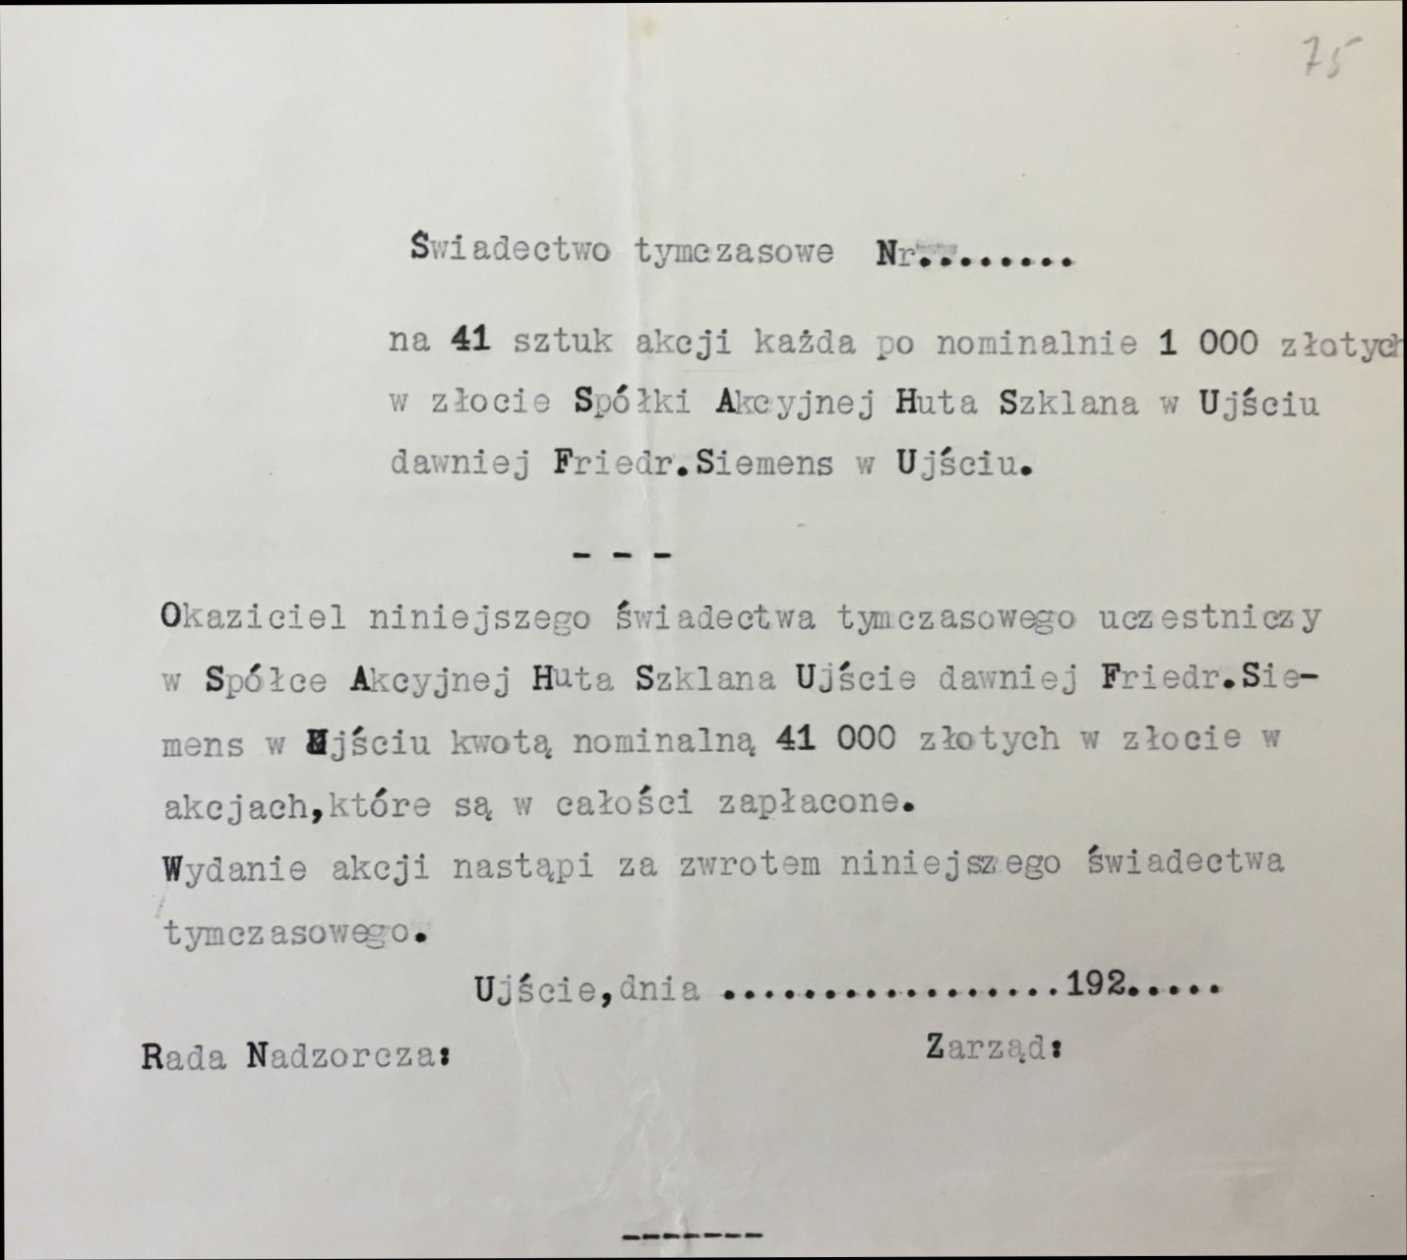 75
Świadectwo tymczasowe Nr........
na 41 sztuk akcji każda po nominalnie 1 000 złotych
w złocie Spółki Akcyjnej Huta Szklana w Ujściu
dawniej Friedr.Siemens w Ujściu.
- - -
Okaziciel niniejszego świadectwa tymczasowego uczestniczy
w Spółce Akcyjnej Huta Szklana Ujście dawniej Friedr.Sie-
mens w Ujściu kwotą nominalną 41 000 złotych w złocie w
akcjach,które są w całości zapłacone.
Wydanie akcji nastąpi za zwrotem niniejszego świadectwa
tymczasowego.
Ujście,dnia .................192.....
Rada Nadzorcza: Zarząd:
-------